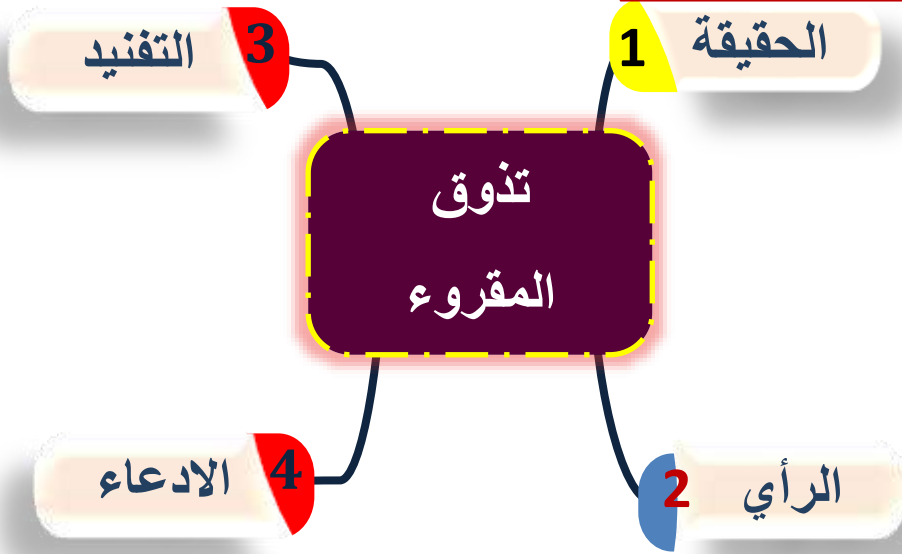 1 الحقيقة
3 التفنيد
تذوق
المقروء
2 الرأي
4 الادعاء